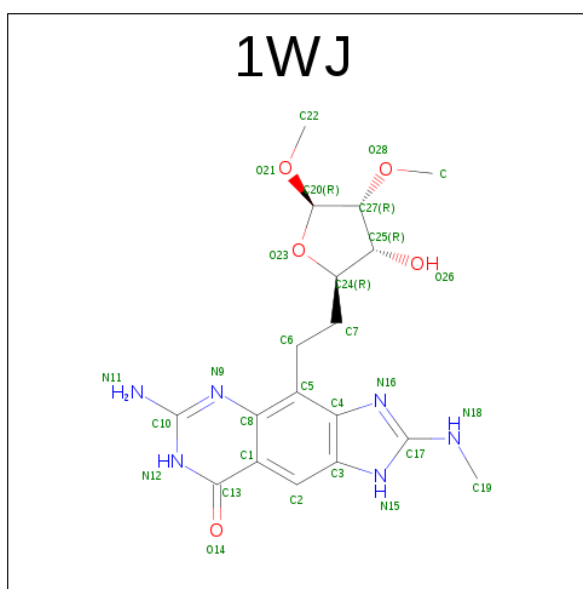 1WJ
C22
O21
O28
C
C20(R)
C27(R)
C25(R)
O23
OH
O26
C24(R)
C6
C7
N11
H₂N
N9
C5
C4
N16
N18
H
N
C10
C8
HN
N12
C1
C17
C13
C2
C3
N
H
N15
C19
O
O14